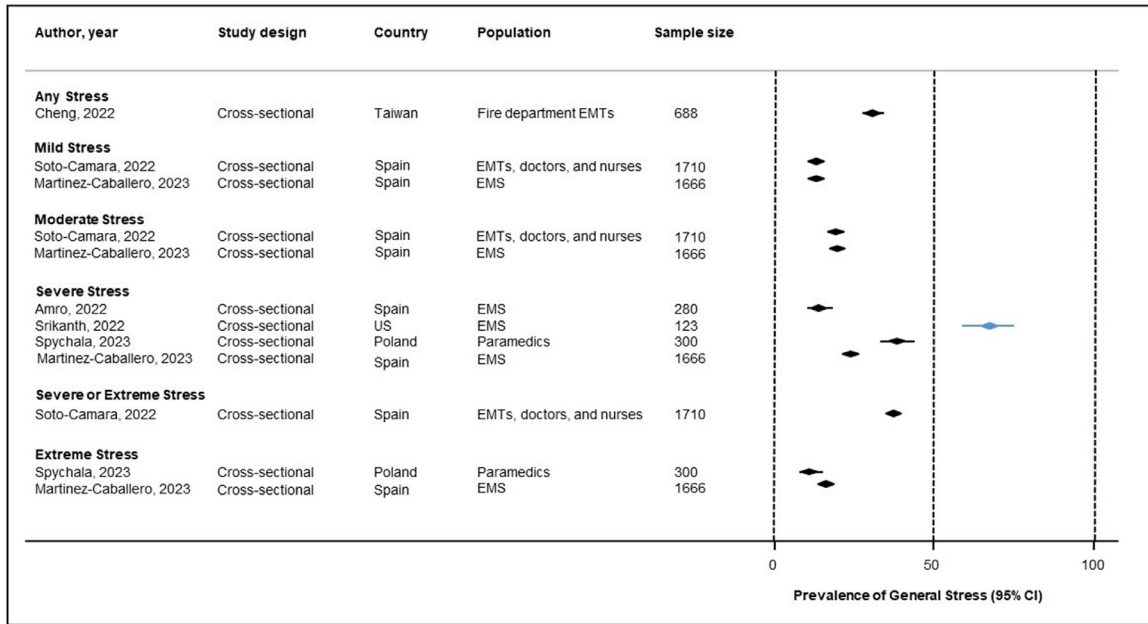 Author, year Study design Country Population Sample size
Any Stress
Cheng, 2022 Cross-sectional Taiwan Fire department EMTs 688
Mild Stress
Soto-Camara, 2022 Cross-sectional Spain EMTs, doctors, and nurses 1710
Martinez-Caballero, 2023 Cross-sectional Spain EMS 1666
Moderate Stress
Soto-Camara, 2022 Cross-sectional Spain EMTs, doctors, and nurses 1710
Martinez-Caballero, 2023 Cross-sectional Spain EMS 1666
Severe Stress
Amro, 2022 Cross-sectional Spain EMS 280
Srikanth, 2022 Cross-sectional US EMS 123
Spychala, 2023 Cross-sectional Poland Paramedics 300
Martinez-Caballero, 2023 Cross-sectional Spain EMS 1666
Severe or Extreme Stress
Soto-Camara, 2022 Cross-sectional Spain EMTs, doctors, and nurses 1710
Extreme Stress
Spychala, 2023 Cross-sectional Poland Paramedics 300
Martinez-Caballero, 2023 Cross-sectional Spain EMS 1666
0 50 100
Prevalence of General Stress (95% CI)